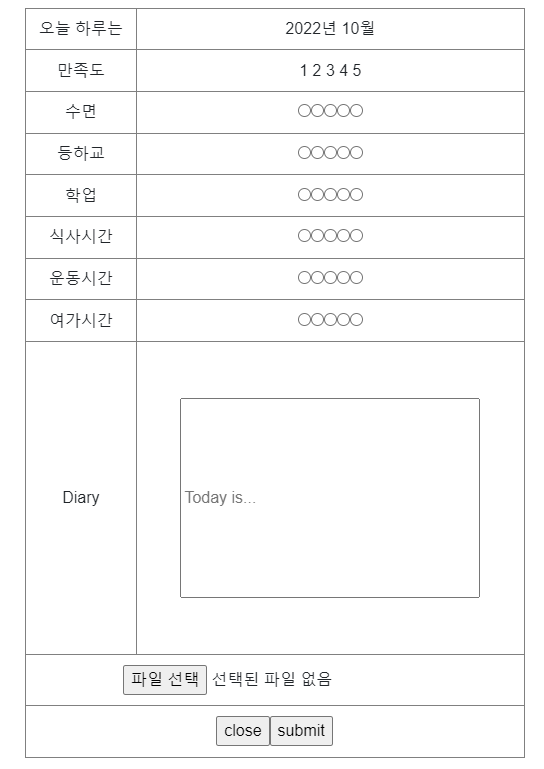 오늘 하루는 2022년 10월
만족도 1 2 3 4 5
수면
등하교
학업
식사시간
운동시간
여가시간
Diary Today is...
파일 선택 선택된 파일 없음
close submit